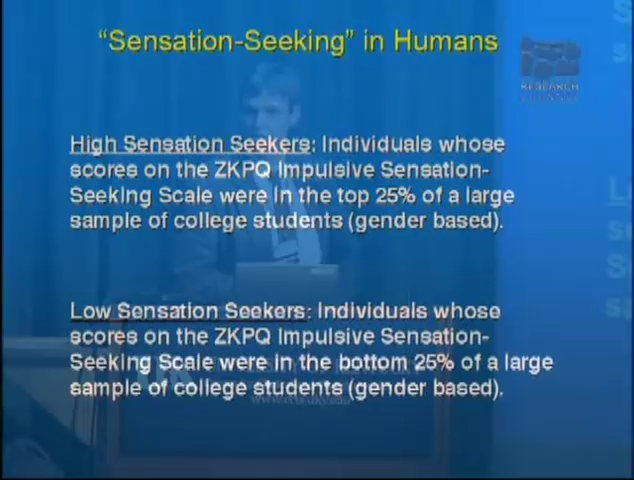 “Sensation-Seeking” in Humans
RESEARCH
High Sensation Seekers: Individuals whose
scores on the ZKPQ Impulsive Sensation-
Seeking Scale were in the top 25% of a large
sample of college students (gender based).
Low Sensation Seekers: Individuals whose
scores on the ZKPQ Impulsive Sensation-
Seeking Scale were in the bottom 25% of a large
sample of college students (gender based).